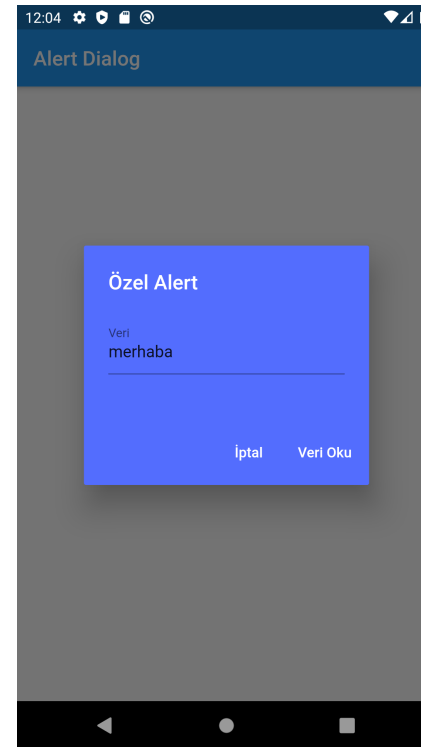 12:04
Alert Dialog
Özel Alert
Veri
merhaba
İptal Veri Oku